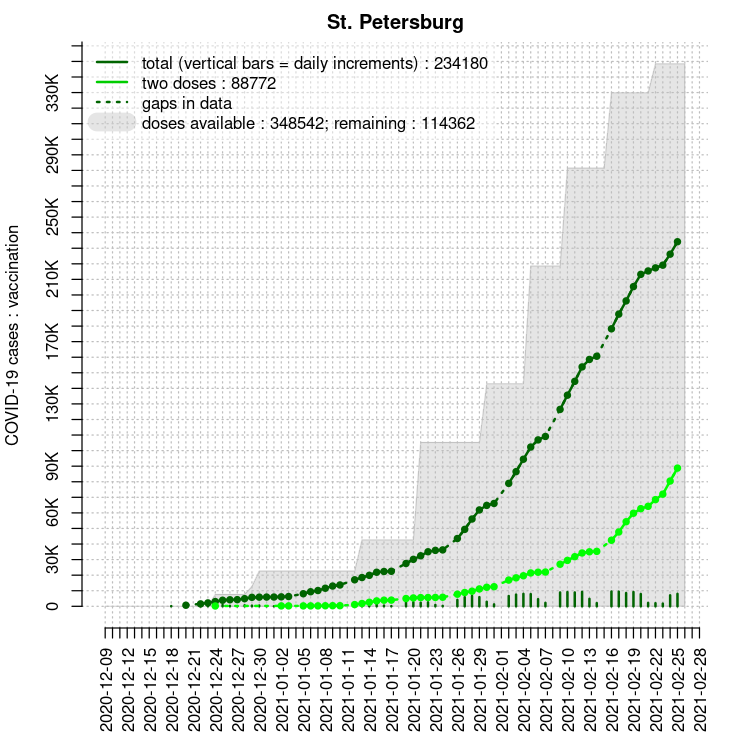 St. Petersburg
total (vertical bars = daily increments) : 234180
two doses : 88772
gaps in data
doses available : 348542; remaining : 114362
COVID-19 cases : vaccination
330K
290K
250K
210K
170K
130K
90K
60K
30K
0
2020-12-09
2020-12-12
2020-12-15
2020-12-18
2020-12-21
2020-12-24
2020-12-27
2020-12-30
2021-01-02
2021-01-05
2021-01-08
2021-01-11
2021-01-14
2021-01-17
2021-01-20
2021-01-23
2021-01-26
2021-01-29
2021-02-01
2021-02-04
2021-02-07
2021-02-10
2021-02-13
2021-02-16
2021-02-19
2021-02-22
2021-02-25
2021-02-28